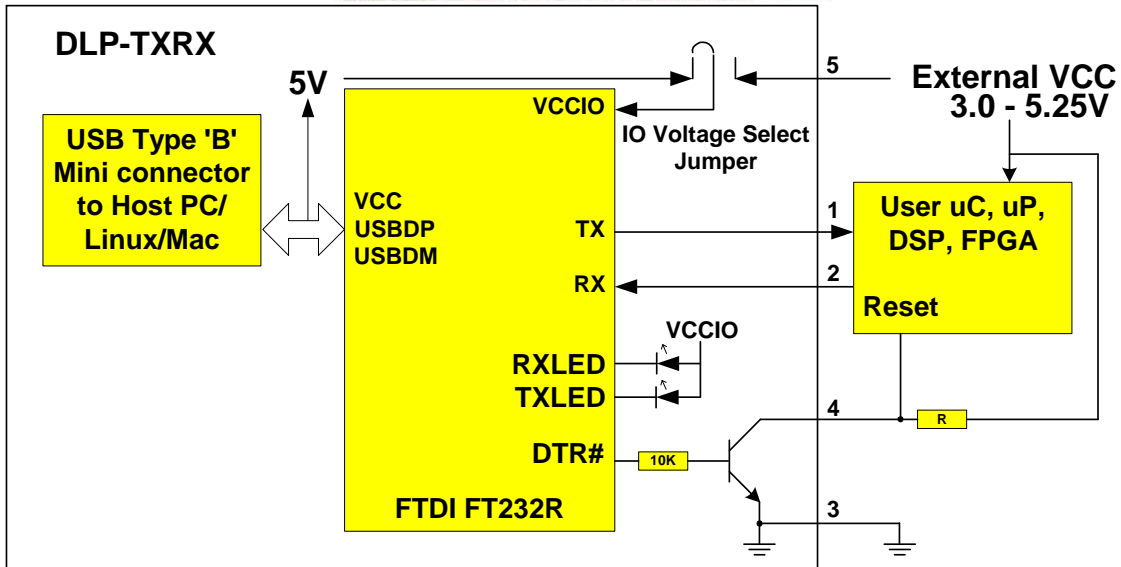 DLP-TXRX
5V
USB Type 'B'
Mini connector
to Host PC/
Linux/Mac
VCCIO
IO Voltage Select
Jumper
5
External VCC
3.0 - 5.25V
VCC
USBDP
USBDM
TX
RX
1
2
User uC, uP,
DSP, FPGA
Reset
VCCIO
RXLED
TXLED
DTR#
10K
4
R
3
FTDI FT232R